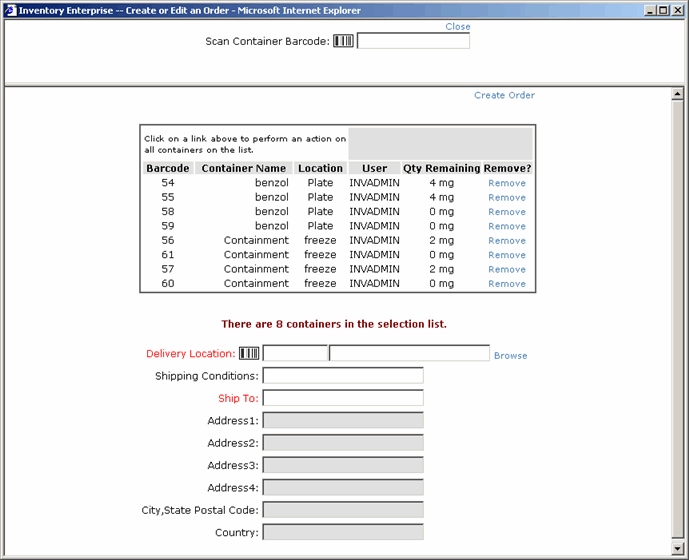 Inventory Enterprise -- Create or Edit an Order - Microsoft Internet Explorer
Close
Scan Container Barcode:
Create Order
Click on a link above to perform an action on
all containers on the list.
Barcode Container Name Location User Qty Remaining Remove?
54 benzol Plate INVADMIN 4 mg Remove
55 benzol Plate INVADMIN 4 mg Remove
58 benzol Plate INVADMIN 0 mg Remove
59 benzol Plate INVADMIN 0 mg Remove
56 Containment freeze INVADMIN 2 mg Remove
61 Containment freeze INVADMIN 0 mg Remove
57 Containment freeze INVADMIN 2 mg Remove
60 Containment freeze INVADMIN 0 mg Remove
There are 8 containers in the selection list.
Delivery Location: Browse
Shipping Conditions:
Ship To:
Address1:
Address2:
Address3:
Address4:
City,State Postal Code:
Country: